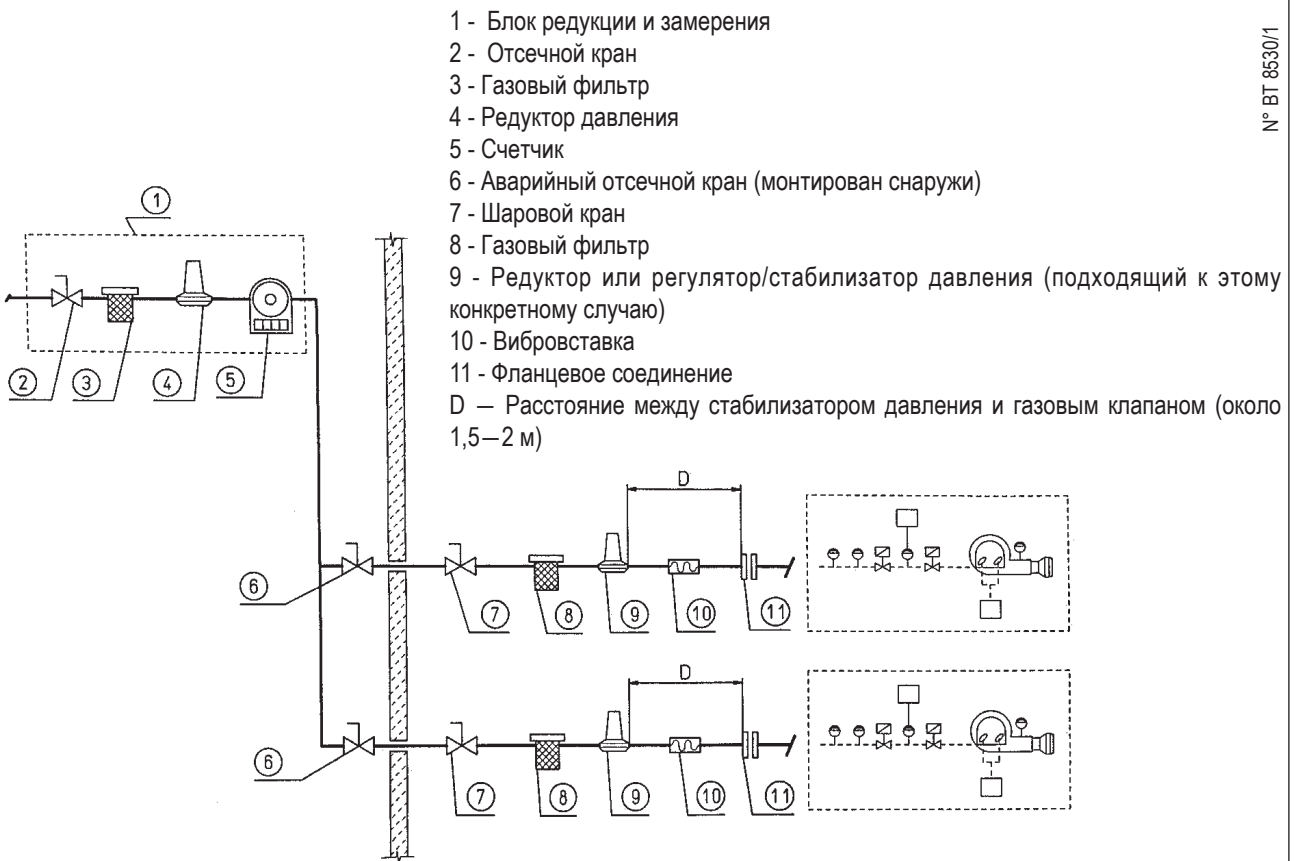 1 - Блок редукции и замерения
2 - Отсечной кран
3 - Газовый фильтр
4 - Редуктор давления
5 - Счетчик
6 - Аварийный отсечной кран (монтирован снаружи)
7 - Шаровой кран
8 - Газовый фильтр
9 - Редуктор или регулятор/стабилизатор давления (подходящий к этому
конкретному случаю)
10 - Вибровставка
11 - Фланцевое соединение
D — Расстояние между стабилизатором давления и газовым клапаном (около
1,5—2 м)
N° BT 8530/1
1
2
3
4
5
D
6
7
8
9
10
11
D
6
7
8
9
10
11